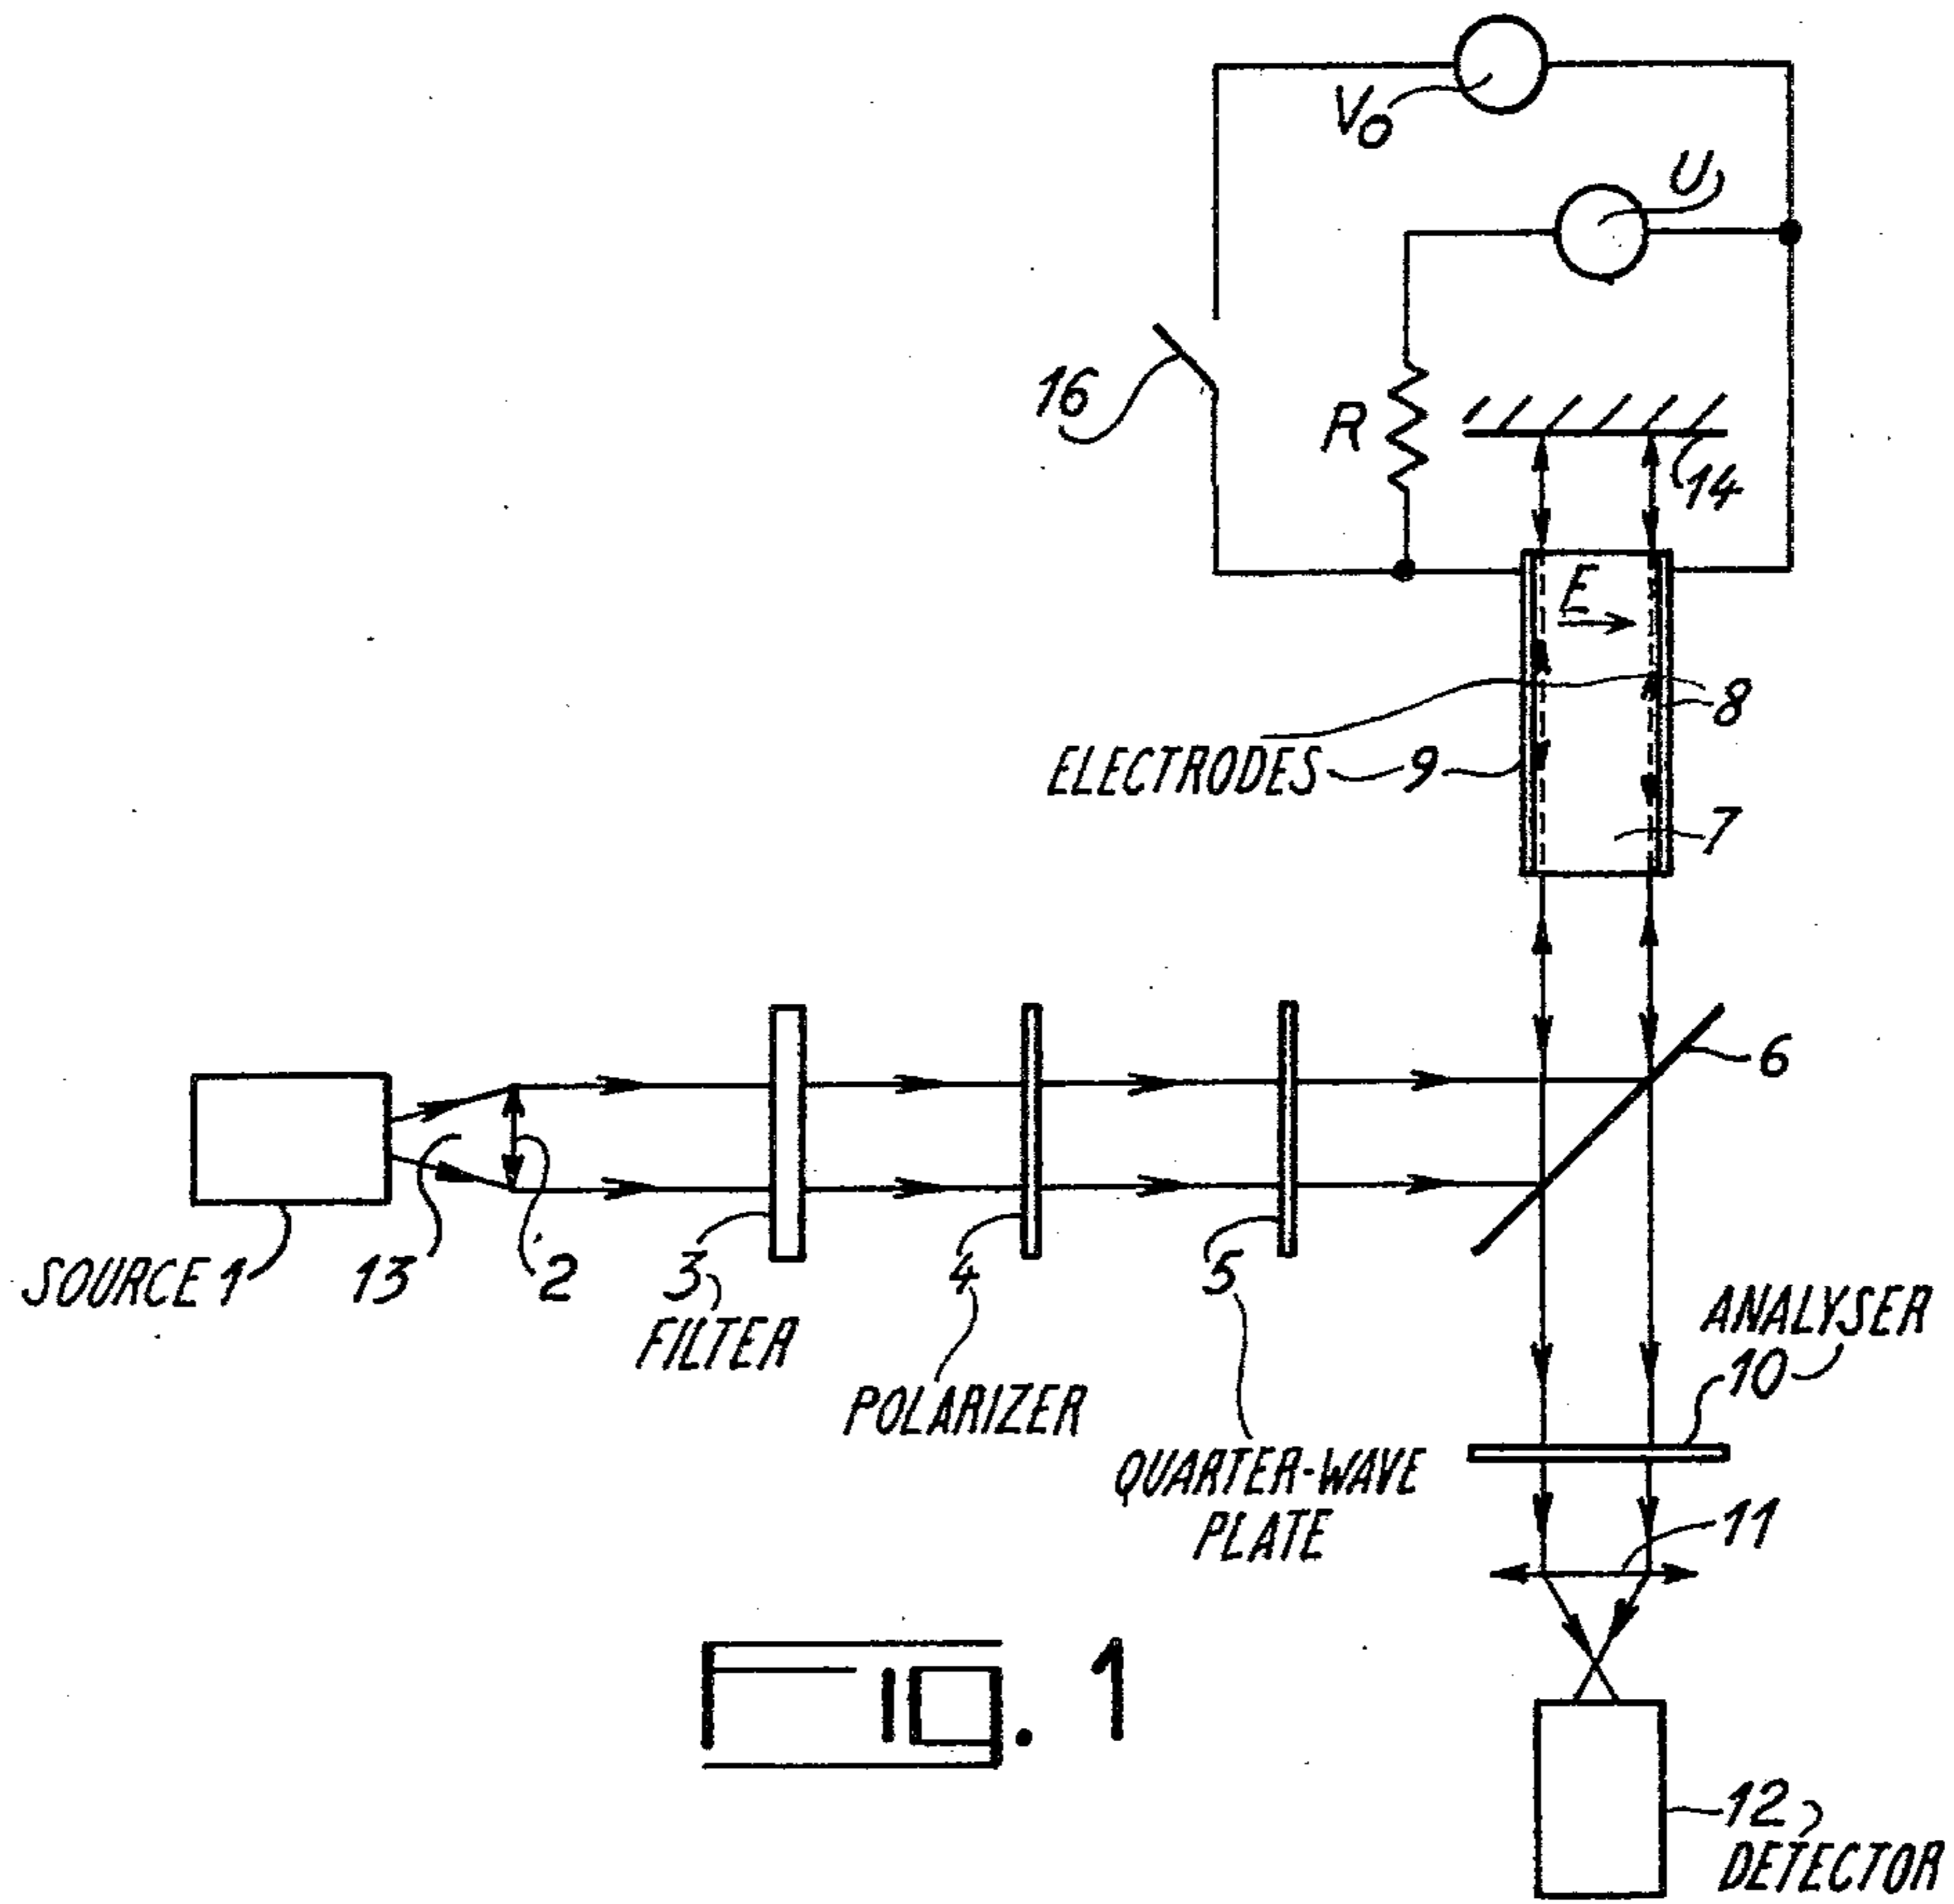 V0
U
16
R
14
E
8
ELECTRODES 9
7
6
SOURCE 1
13
2
3
FILTER
4
POLARIZER
5
QUARTER-WAVE
PLATE
ANALYSER
10
11
Fig. 1
12
DETECTOR